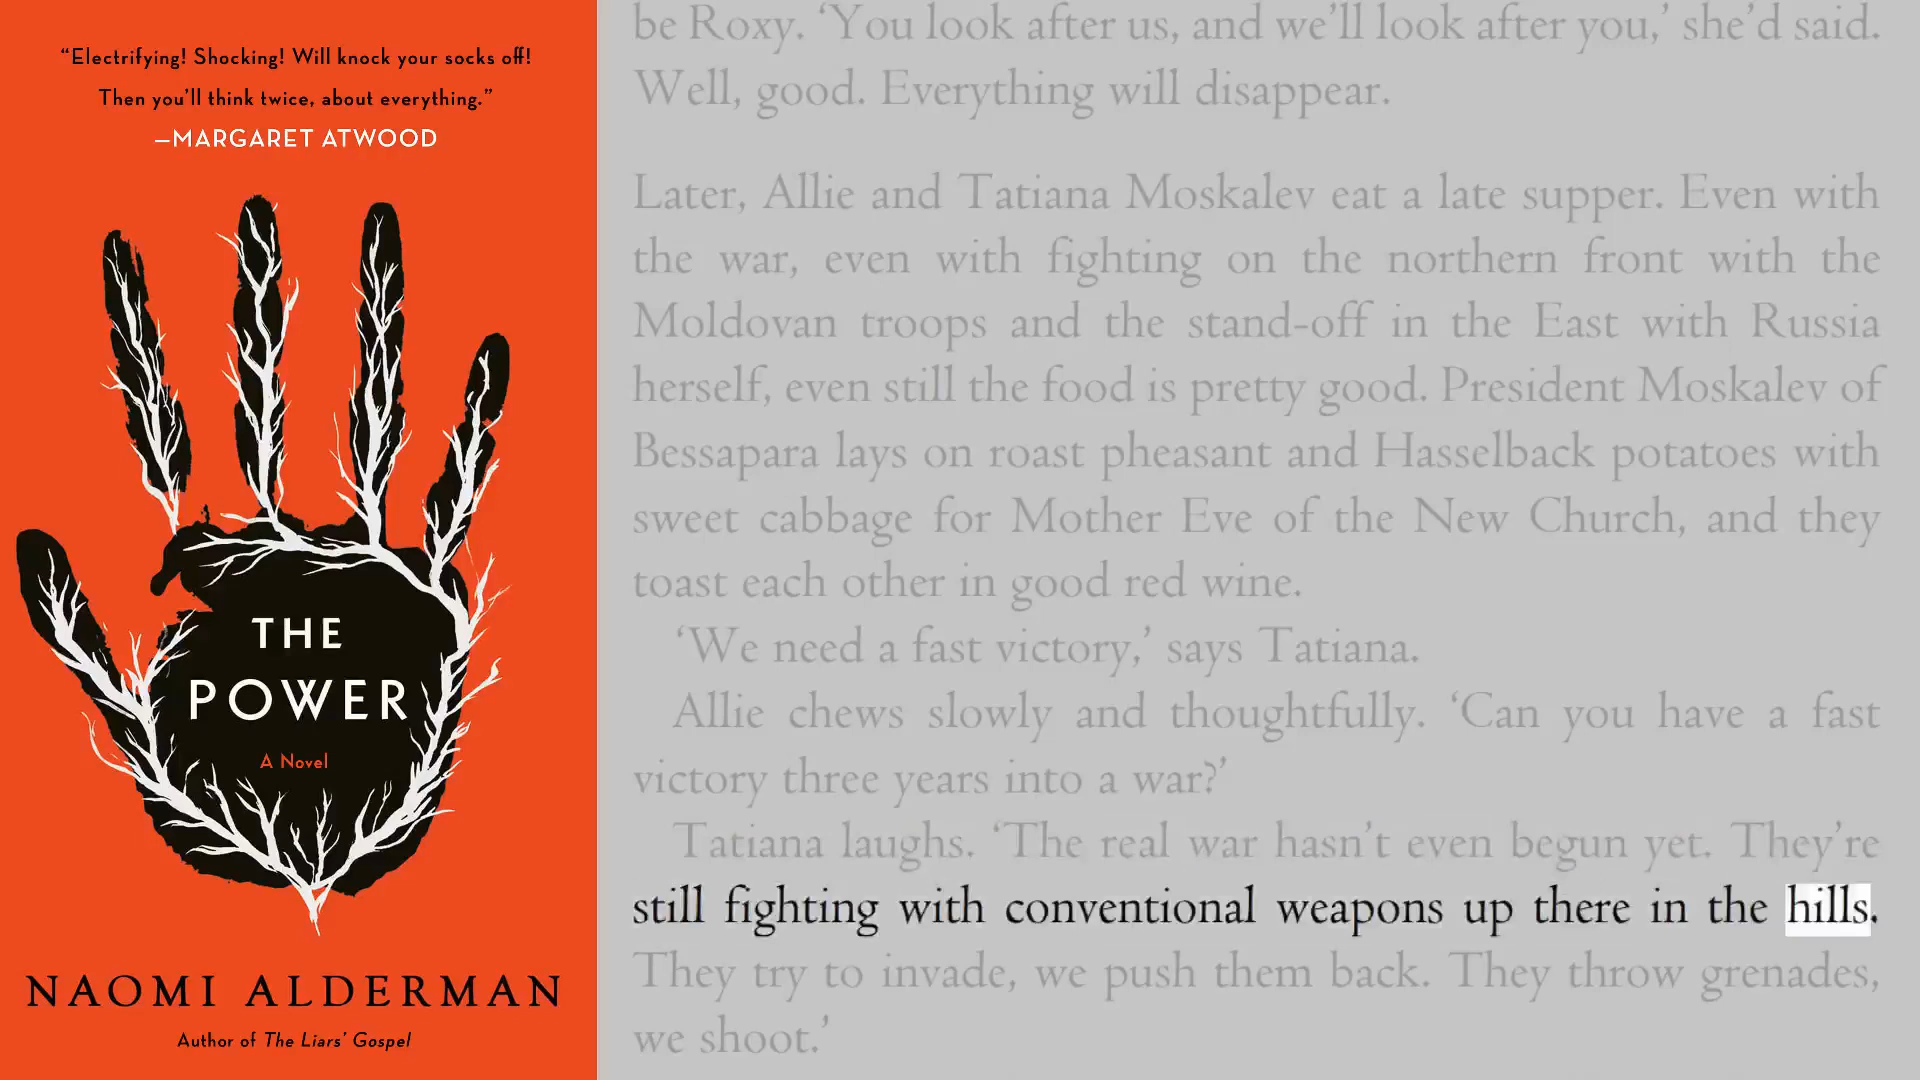 “Electrifying! Shocking! Will knock your socks off!
Then you’ll think twice, about everything.”
—MARGARET ATWOOD
THE
POWER
A Novel
NAOMI ALDERMAN
Author of The Liars’ Gospel
be Roxy. ‘You look after us, and we’ll look after you,’ she’d said.
Well, good. Everything will disappear.
Later, Allie and Tatiana Moskalev eat a late supper. Even with
the war, even with fighting on the northern front with the
Moldovan troops and the stand-off in the East with Russia
herself, even still the food is pretty good. President Moskalev of
Bessapara lays on roast pheasant and Hasselback potatoes with
sweet cabbage for Mother Eve of the New Church, and they
toast each other in good red wine.
‘We need a fast victory,’ says Tatiana.
Allie chews slowly and thoughtfully. ‘Can you have a fast
victory three years into a war?’
Tatiana laughs. ‘The real war hasn’t even begun yet. They’re
still fighting with conventional weapons up there in the hills.
They try to invade, we push them back. They throw grenades,
we shoot.’